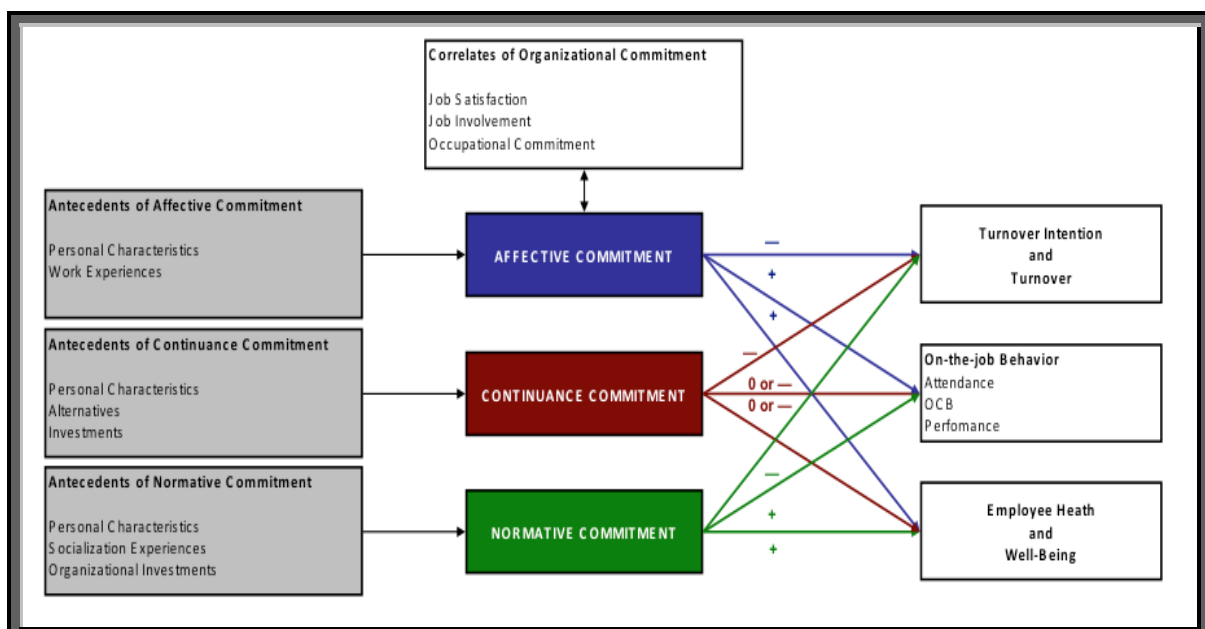 Correlates of Organizational Commitment
Job Satisfaction
Job Involvement
Occupational Commitment
Antecedents of Affective Commitment
Personal Characteristics
Work Experiences
AFFECTIVE COMMITMENT
—
+
+
Turnover Intention
and
Turnover
Antecedents of Continuance Commitment
Personal Characteristics
Alternatives
Investments
CONTINUANCE COMMITMENT
—
0 or —
0 or —
On-the-job Behavior
Attendance
OCB
Perfomance
Antecedents of Normative Commitment
Personal Characteristics
Socialization Experiences
Organizational Investments
NORMATIVE COMMITMENT
—
+
+
Employee Heath
and
Well-Being